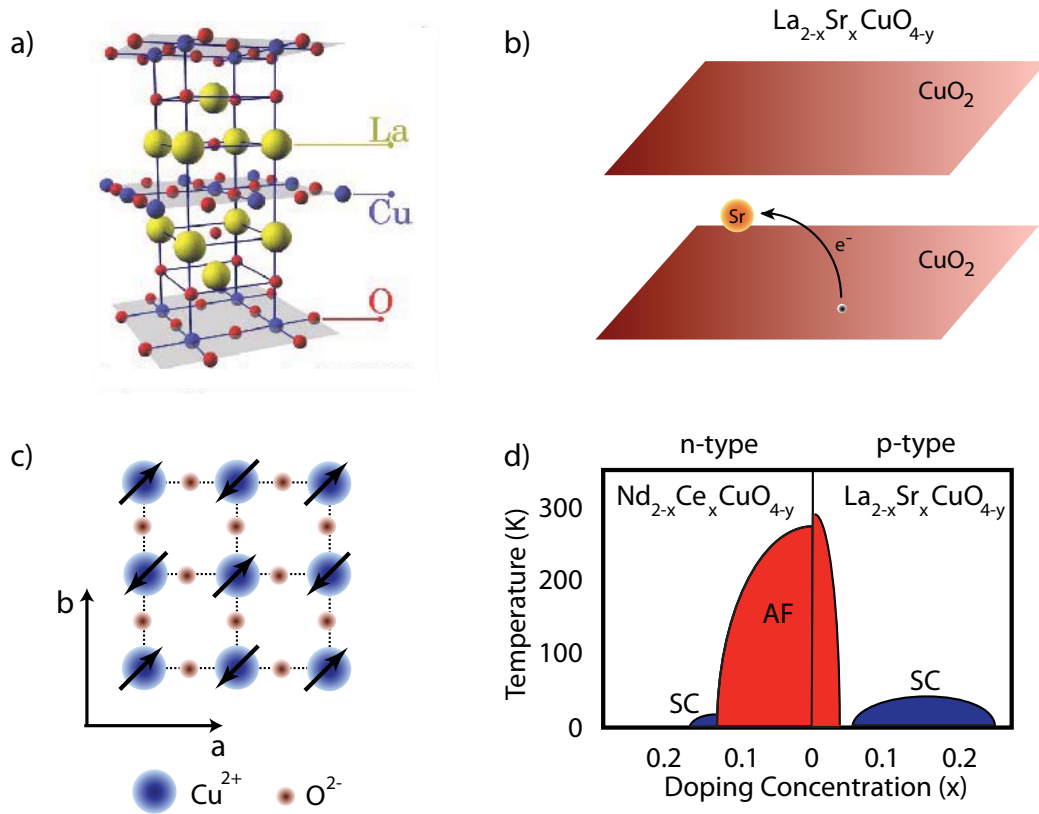 a)
La
Cu
O
b)
La₂₋ₓSrₓCuO₄₋ᵧ
CuO₂
Sr
e⁻
CuO₂
c)
b
a
Cu²⁺
O²⁻
d)
n-type
p-type
Nd₂₋ₓCeₓCuO₄₋ᵧ
La₂₋ₓSrₓCuO₄₋ᵧ
Temperature (K)
300
200
100
0
AF
SC
SC
0.2
0.1
0
0.1
0.2
Doping Concentration (x)